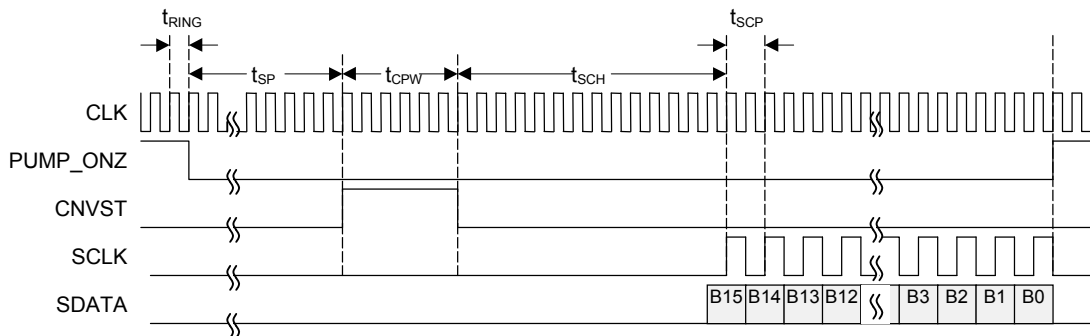 tRING
tSCP
tSP tCPW tSCH
CLK
PUMP_ONZ
CNVST
SCLK
SDATA B15 B14 B13 B12 B3 B2 B1 B0